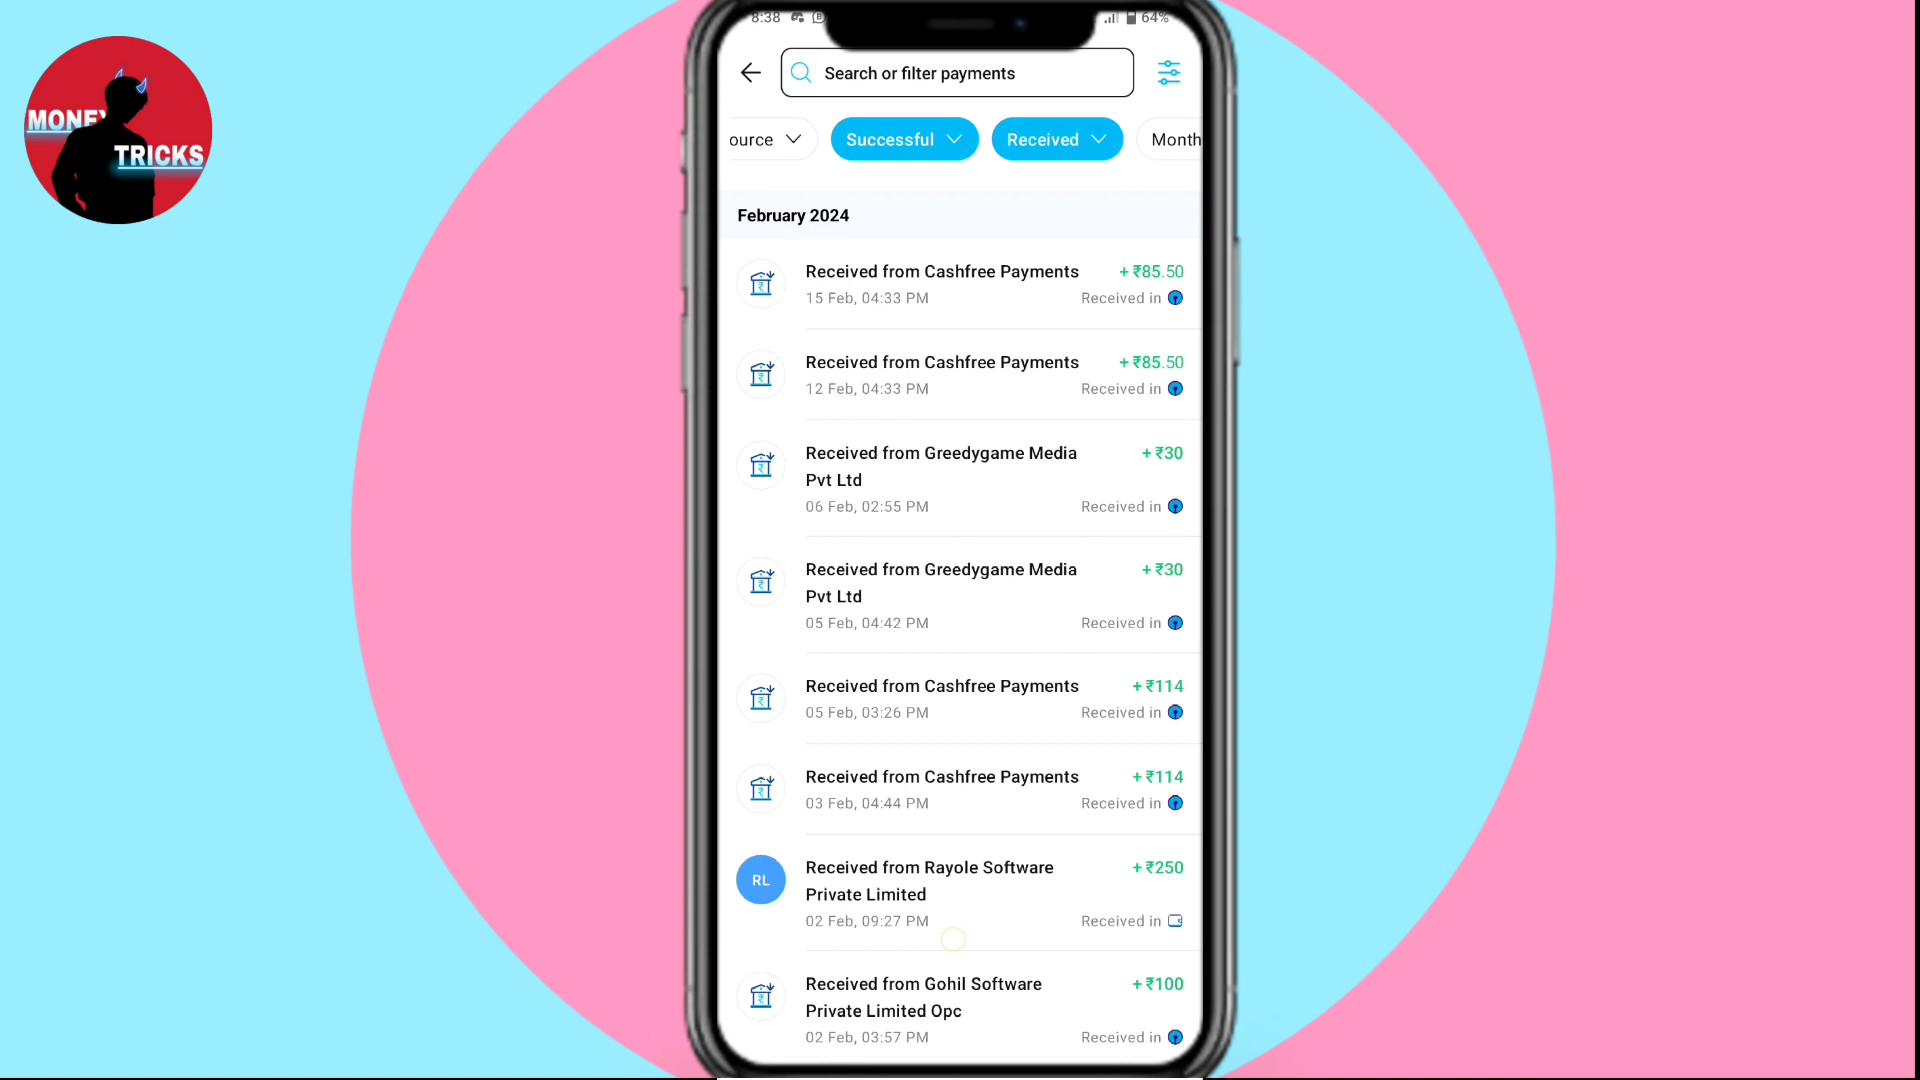 MONEY
TRICKS
8:38
64%
Search or filter payments
ource
Successful
Received
Month
February 2024
Received from Cashfree Payments
+ ₹85.50
15 Feb, 04:33 PM
Received in
Received from Cashfree Payments
+ ₹85.50
12 Feb, 04:33 PM
Received in
Received from Greedygame Media
+ ₹30
Pvt Ltd
06 Feb, 02:55 PM
Received in
Received from Greedygame Media
+ ₹30
Pvt Ltd
05 Feb, 04:42 PM
Received in
Received from Cashfree Payments
+ ₹114
05 Feb, 03:26 PM
Received in
Received from Cashfree Payments
+ ₹114
03 Feb, 04:44 PM
Received in
RL
Received from Rayole Software
+ ₹250
Private Limited
02 Feb, 09:27 PM
Received in
Received from Gohil Software
+ ₹100
Private Limited Opc
02 Feb, 03:57 PM
Received in